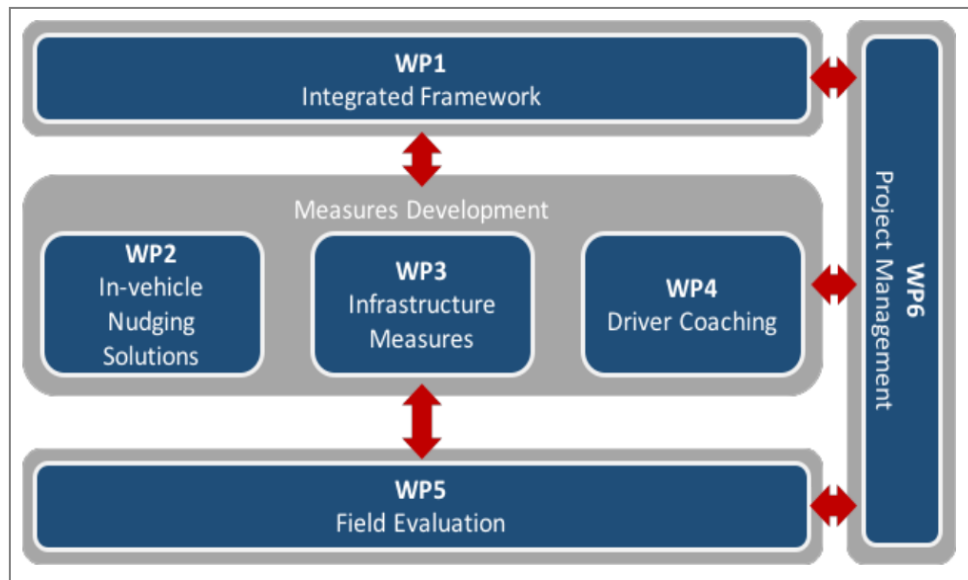 WP1
Integrated Framework
Measures Development
WP2
In-vehicle
Nudging
Solutions
WP3
Infrastructure
Measures
WP4
Driver Coaching
WP5
Field Evaluation
WP6
Project Management